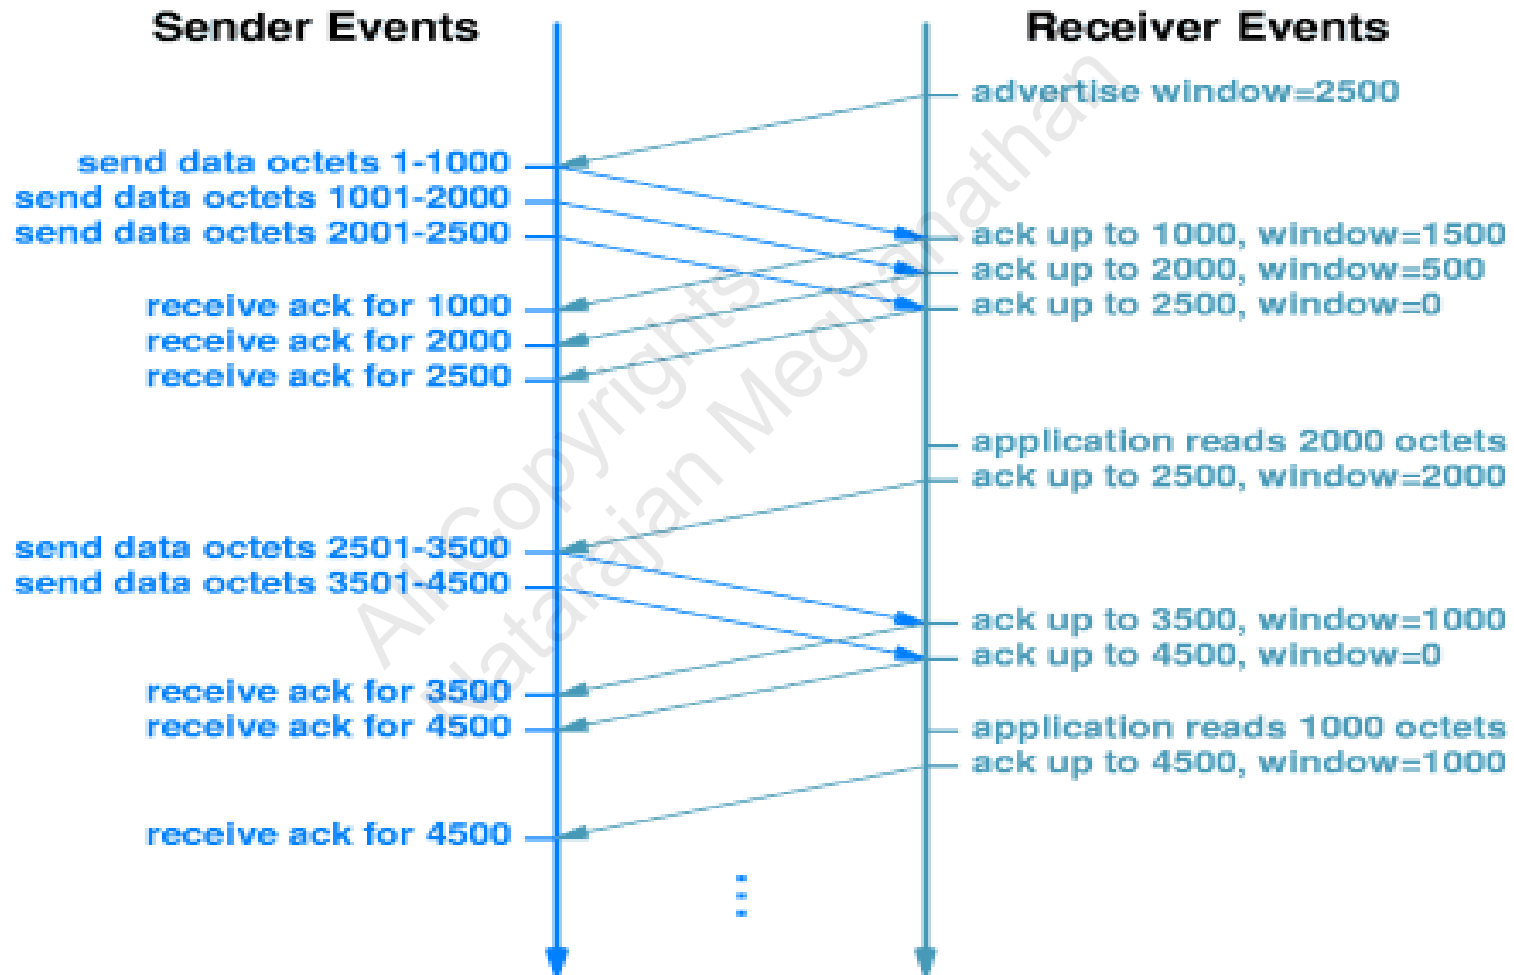 Sender Events
Receiver Events
advertise window=2500
send data octets 1-1000
send data octets 1001-2000
send data octets 2001-2500
ack up to 1000, window=1500
ack up to 2000, window=500
ack up to 2500, window=0
receive ack for 1000
receive ack for 2000
receive ack for 2500
application reads 2000 octets
ack up to 2500, window=2000
send data octets 2501-3500
send data octets 3501-4500
ack up to 3500, window=1000
ack up to 4500, window=0
receive ack for 3500
receive ack for 4500
application reads 1000 octets
ack up to 4500, window=1000
receive ack for 4500
All Copyrights
Natarajan Meghanathan